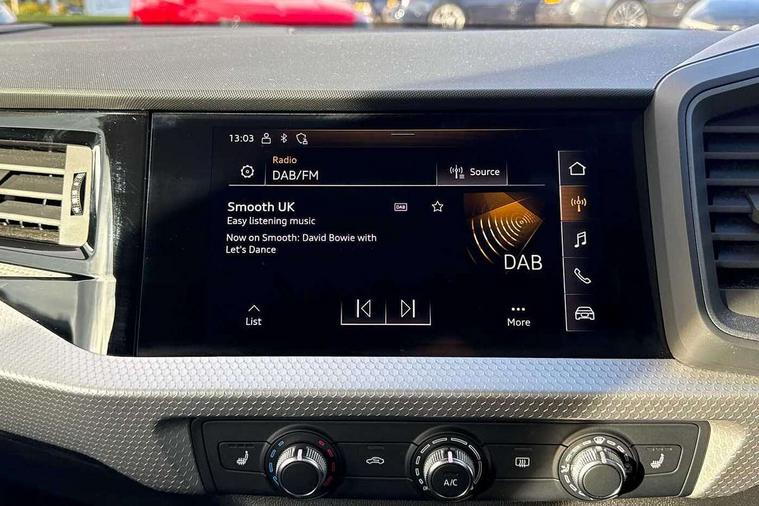 13:03
Radio
DAB/FM
Source
Smooth UK
DAB
Easy listening music
Now on Smooth: David Bowie with
Let's Dance
DAB
List
More
A/C